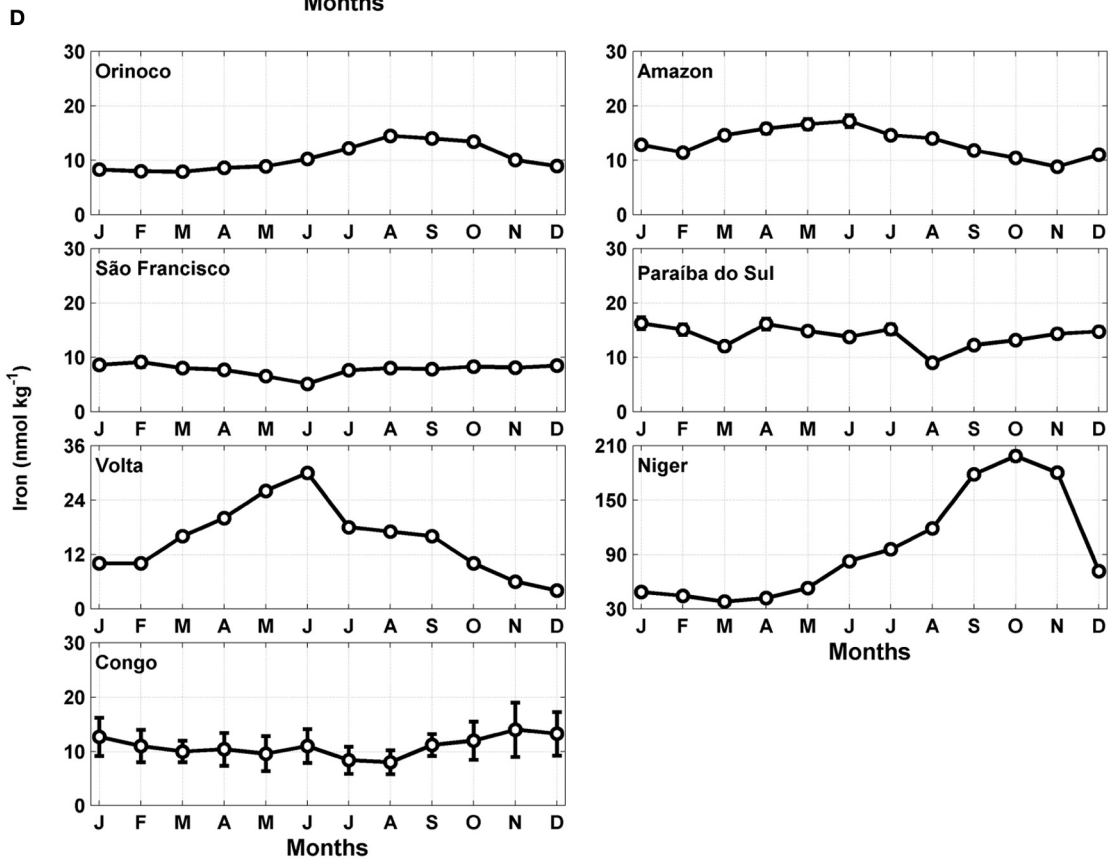 Months
D
Iron (nmol kg-1)
30
20
10
0
Orinoco
J F M A M J J A S O N D
30
20
10
0
Amazon
J F M A M J J A S O N D
30
20
10
0
São Francisco
J F M A M J J A S O N D
30
20
10
0
Paraíba do Sul
J F M A M J J A S O N D
36
24
12
0
Volta
J F M A M J J A S O N D
210
150
90
30
Niger
J F M A M J J A S O N D
Months
30
20
10
0
Congo
J F M A M J J A S O N D
Months